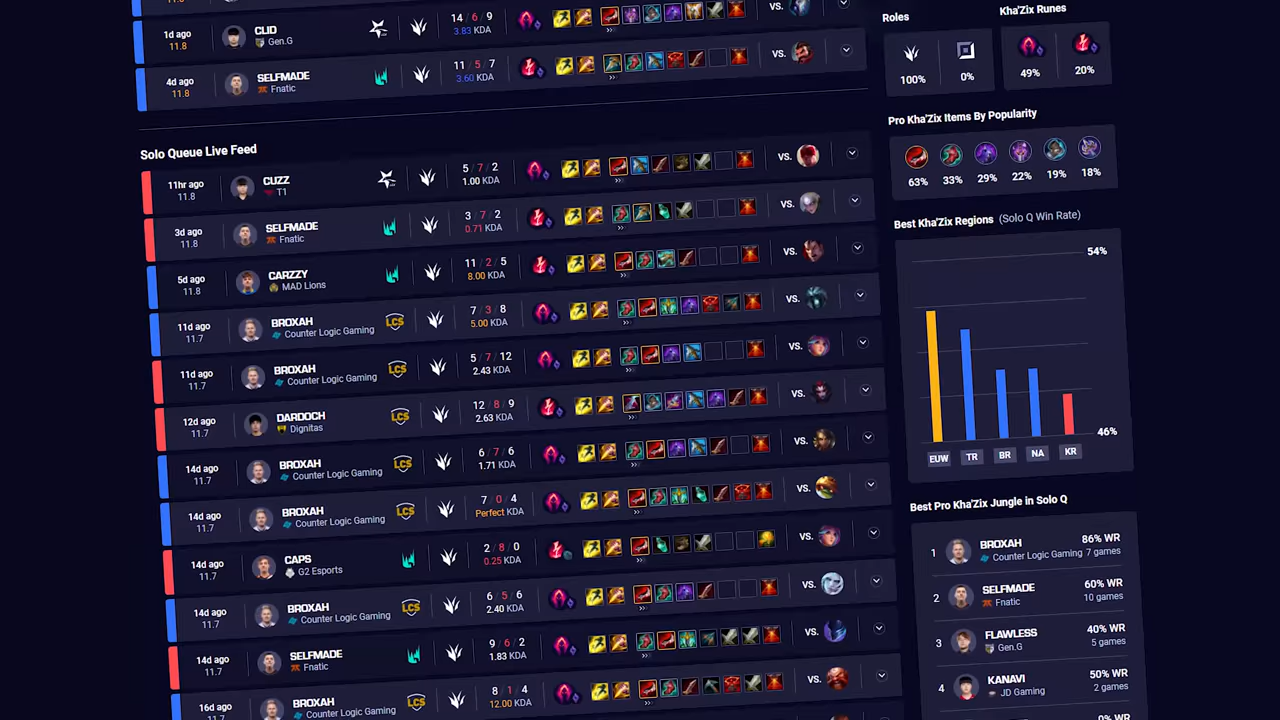 11.8
1d ago
11.8
CLID
Gen.G
14 / 6 / 9
3.83 KDA
VS.
4d ago
11.8
SELFMADE
Fnatic
11 / 5 / 7
3.60 KDA
VS.
Solo Queue Live Feed
11hr ago
11.8
CUZZ
T1
5 / 7 / 2
1.00 KDA
VS.
3d ago
11.8
SELFMADE
Fnatic
3 / 7 / 2
0.71 KDA
VS.
5d ago
11.8
CARZZY
MAD Lions
11 / 2 / 5
8.00 KDA
VS.
11d ago
11.7
BROXAH
Counter Logic Gaming
LCS
7 / 3 / 8
5.00 KDA
VS.
11d ago
11.7
BROXAH
Counter Logic Gaming
LCS
5 / 7 / 12
2.43 KDA
VS.
12d ago
11.7
DARDOCH
Dignitas
LCS
12 / 8 / 9
2.63 KDA
VS.
14d ago
11.7
BROXAH
Counter Logic Gaming
LCS
6 / 7 / 6
1.71 KDA
VS.
14d ago
11.7
BROXAH
Counter Logic Gaming
LCS
7 / 0 / 4
Perfect KDA
VS.
14d ago
11.7
CAPS
G2 Esports
2 / 8 / 0
0.25 KDA
VS.
14d ago
11.7
BROXAH
Counter Logic Gaming
LCS
6 / 5 / 6
2.40 KDA
VS.
14d ago
11.7
SELFMADE
Fnatic
9 / 6 / 2
1.83 KDA
VS.
16d ago
11.7
BROXAH
Counter Logic Gaming
LCS
8 / 1 / 4
12.00 KDA
VS.
Roles
100%
0%
Kha'Zix Runes
49%
20%
Pro Kha'Zix Items By Popularity
63%
33%
29%
22%
19%
18%
Best Kha'Zix Regions (Solo Q Win Rate)
54%
46%
EUW
TR
BR
NA
KR
Best Pro Kha'Zix Jungle in Solo Q
1
BROXAH
Counter Logic Gaming
86% WR
7 games
2
SELFMADE
Fnatic
60% WR
10 games
3
FLAWLESS
Gen.G
40% WR
5 games
4
KANAVI
JD Gaming
50% WR
2 games
0% WR